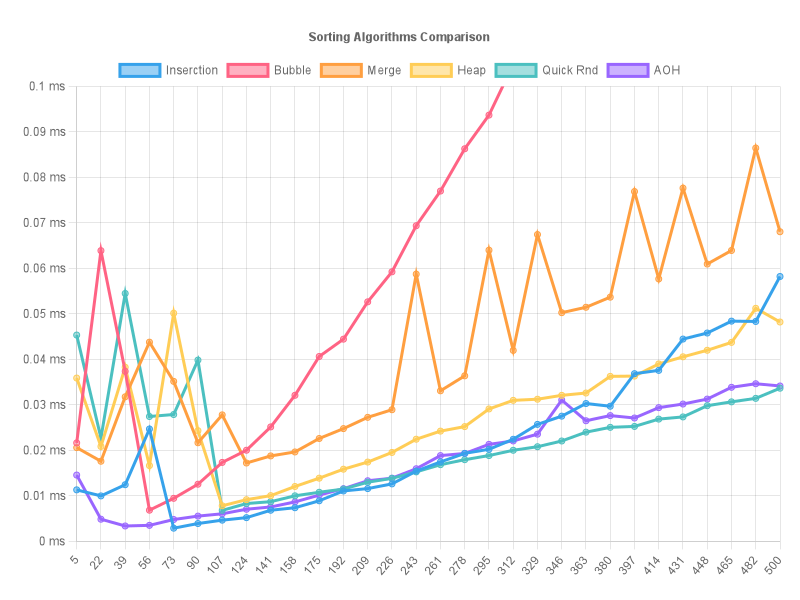 Sorting Algorithms Comparison
Inserction Bubble Merge Heap Quick Rnd AOH
0.1 ms
0.09 ms
0.08 ms
0.07 ms
0.06 ms
0.05 ms
0.04 ms
0.03 ms
0.02 ms
0.01 ms
0 ms
5 22 39 56 73 90 107 124 141 158 175 192 209 226 243 261 278 295 312 329 346 363 380 397 414 431 448 465 482 500